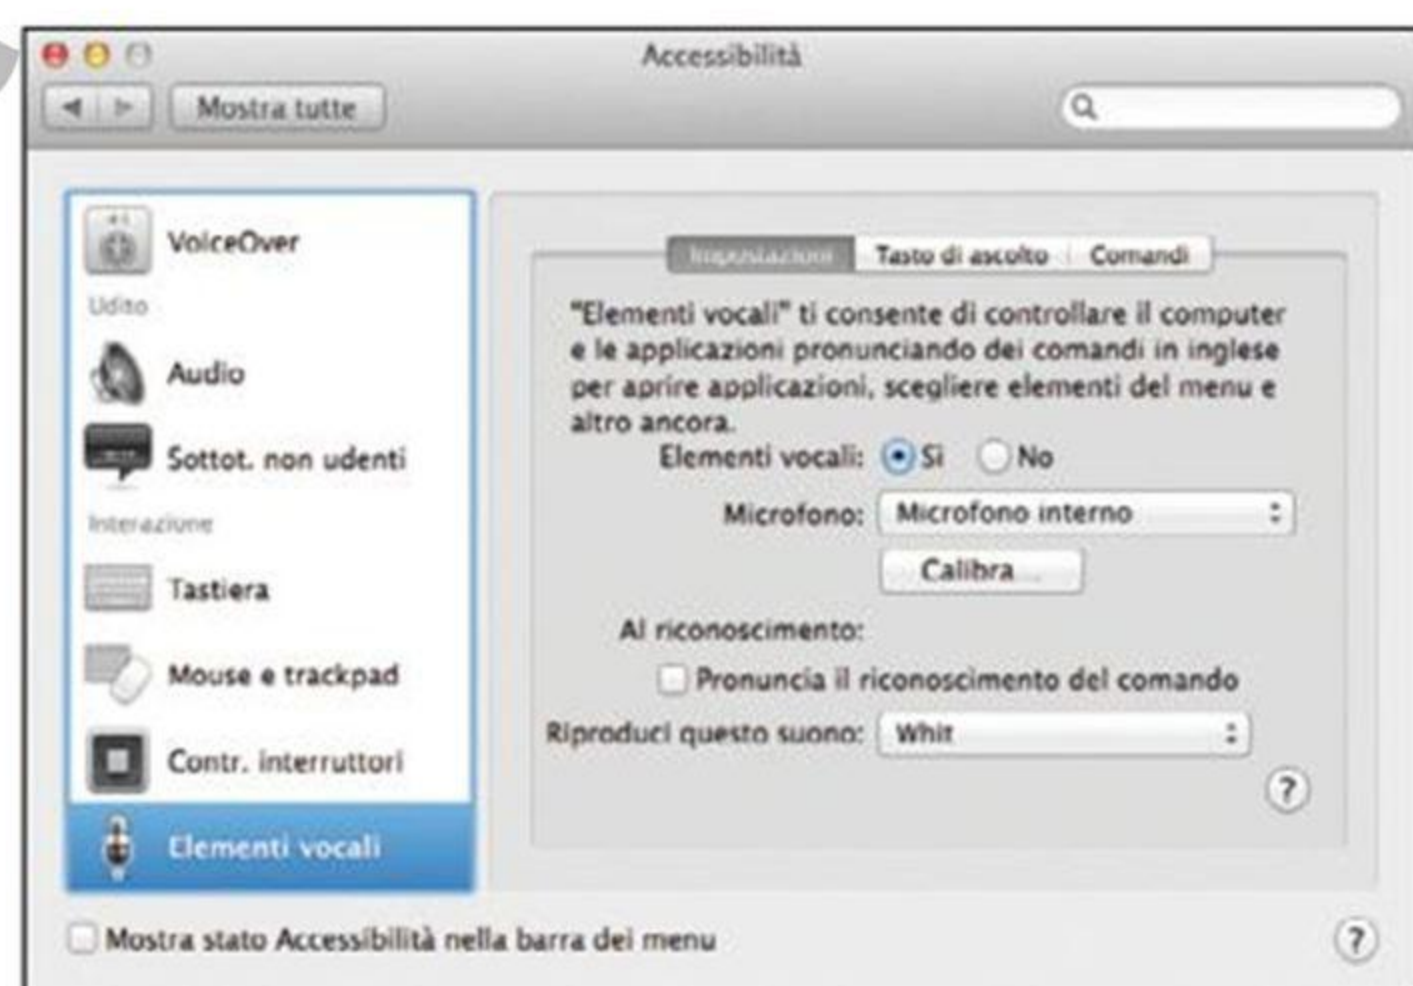 Accessibilità
Mostra tutte
VoiceOver
Udito
Audio
Sottot. non udenti
Interazione
Tastiera
Mouse e trackpad
Contr. interruttori
Elementi vocali
Impostazioni Tasto di ascolto Comandi
"Elementi vocali" ti consente di controllare il computer
e le applicazioni pronunciando dei comandi in inglese
per aprire applicazioni, scegliere elementi del menu e
altro ancora.
Elementi vocali: Sì No
Microfono: Microfono interno
Calibra...
Al riconoscimento:
Pronuncia il riconoscimento del comando
Riproduci questo suono: Whit
?
Mostra stato Accessibilità nella barra dei menu
?